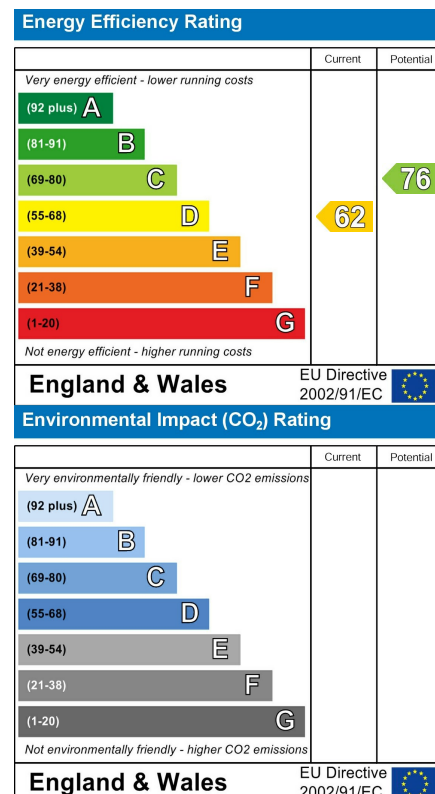 Energy Efficiency Rating
Current Potential
Very energy efficient - lower running costs
(92 plus) A
(81-91) B
(69-80) C 76
(55-68) D 62
(39-54) E
(21-38) F
(1-20) G
Not energy efficient - higher running costs
England & Wales EU Directive
2002/91/EC
Environmental Impact (CO₂) Rating
Current Potential
Very environmentally friendly - lower CO2 emissions
(92 plus) A
(81-91) B
(69-80) C
(55-68) D
(39-54) E
(21-38) F
(1-20) G
Not environmentally friendly - higher CO2 emissions
England & Wales EU Directive
2002/91/EC